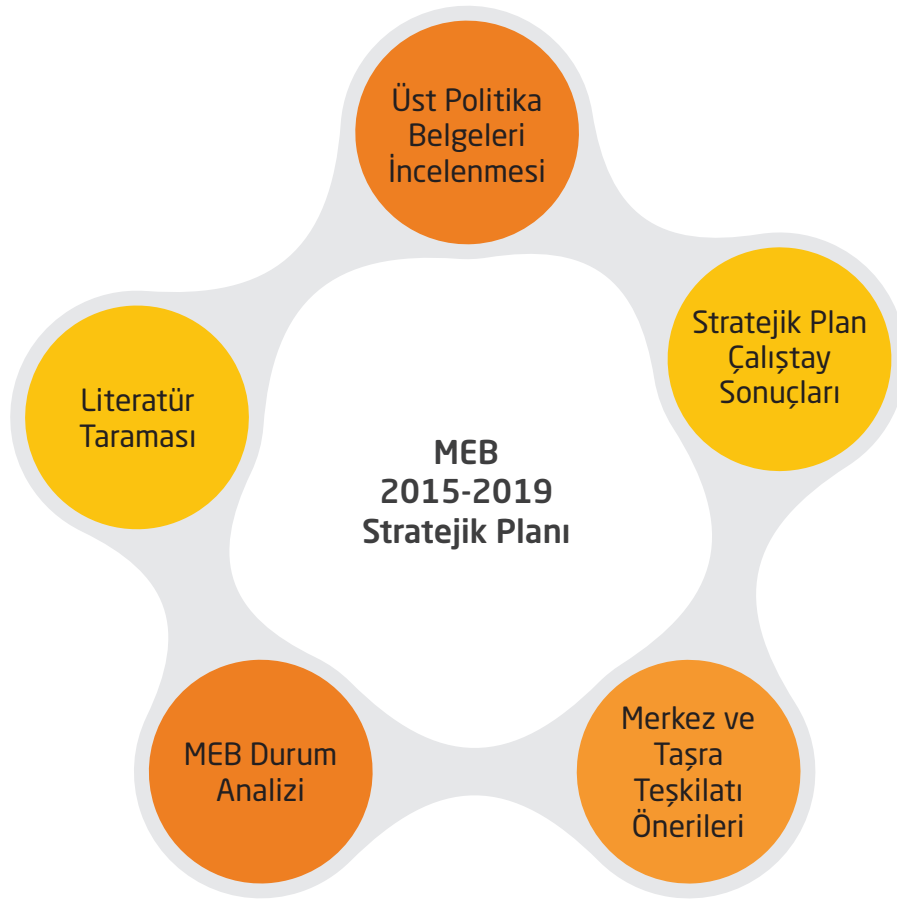 Üst Politika
Belgeleri
İncelenmesi
Stratejik Plan
Çalıştay
Sonuçları
Literatür
Taraması
MEB
2015-2019
Stratejik Planı
MEB Durum
Analizi
Merkez ve
Taşra
Teşkilatı
Önerileri